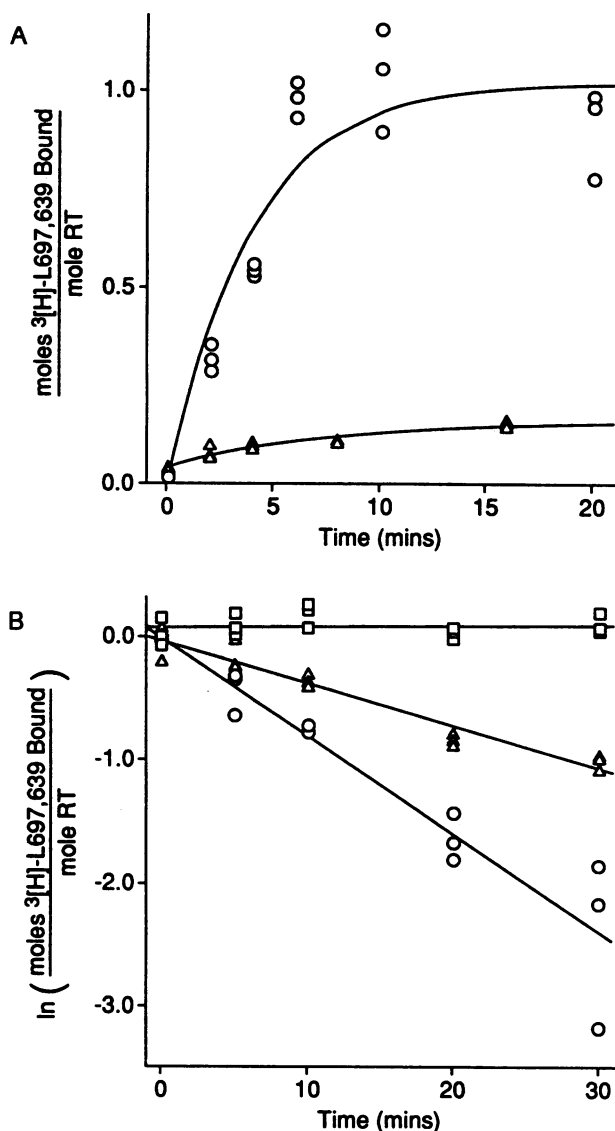 A
moles ³[H]-L697,639 Bound
mole RT
1.0
0.5
0.0
0 5 10 15 20
Time (mins)
B
ln ( moles ³[H]-L697,639 Bound )
mole RT
0.0
-1.0
-2.0
-3.0
0 10 20 30
Time (mins)